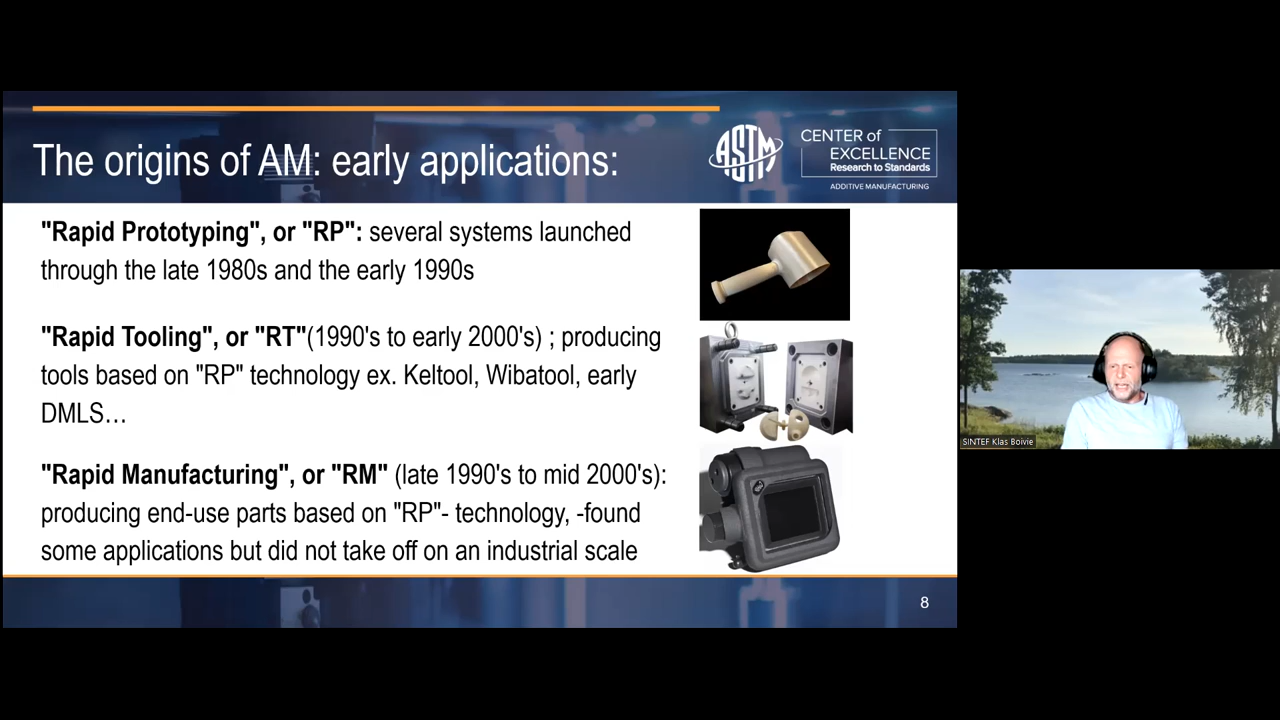 The origins of AM: early applications:
ASTM
CENTER of
EXCELLENCE
Research to Standards
ADDITIVE MANUFACTURING
"Rapid Prototyping", or "RP": several systems launched
through the late 1980s and the early 1990s
"Rapid Tooling", or "RT"(1990's to early 2000's) ; producing
tools based on "RP" technology ex. Keltool, Wibatool, early
DMLS…
"Rapid Manufacturing", or "RM" (late 1990's to mid 2000's):
producing end-use parts based on "RP"- technology, -found
some applications but did not take off on an industrial scale
8
SINTEF Klas Boivie